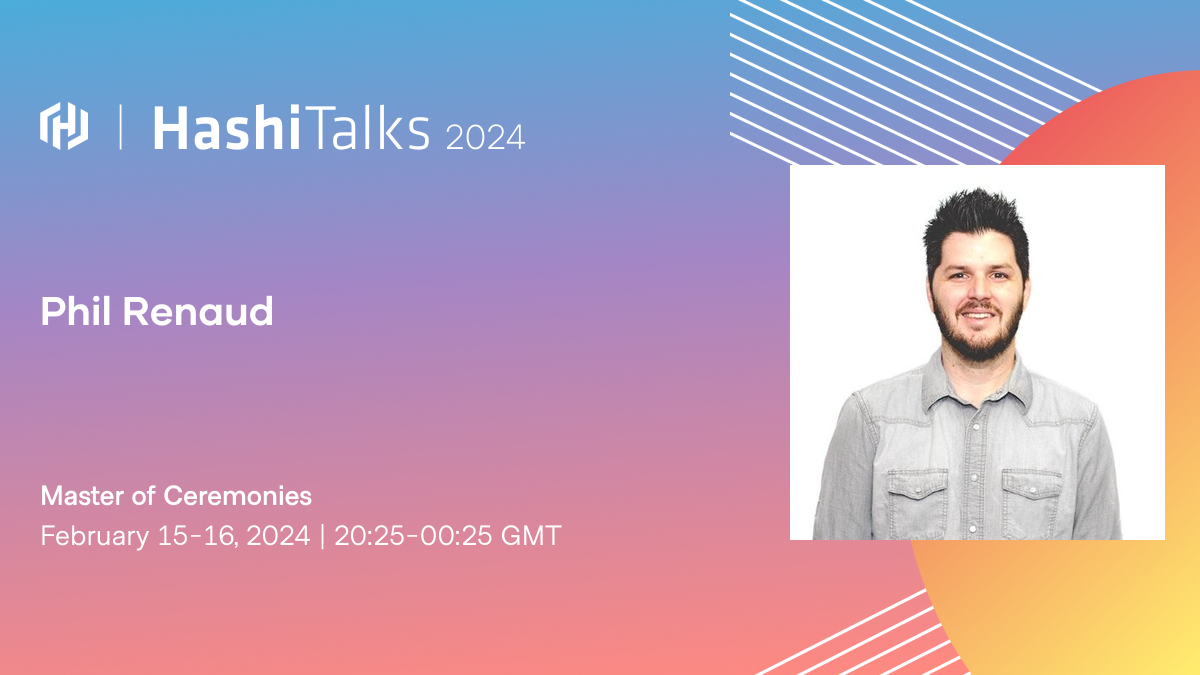 HashiTalks 2024
Phil Renaud
Master of Ceremonies
February 15-16, 2024 | 20:25-00:25 GMT